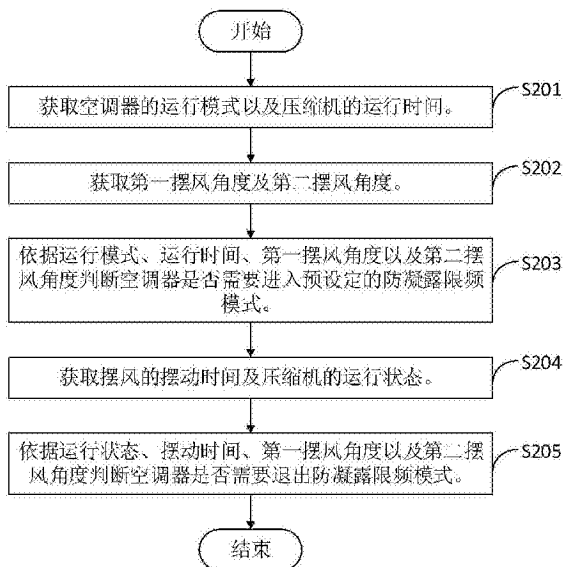 开始
S201
获取空调器的运行模式以及压缩机的运行时间。
S202
获取第一摆风角度及第二摆风角度。
S203
依据运行模式、运行时间、第一摆风角度以及第二摆
风角度判断空调器是否需要进入预设定的防凝露限频
模式。
S204
获取摆风的摆动时间及压缩机的运行状态。
S205
依据运行状态、摆动时间、第一摆风角度以及第二摆
风角度判断空调器是否需要退出防凝露限频模式。
结束